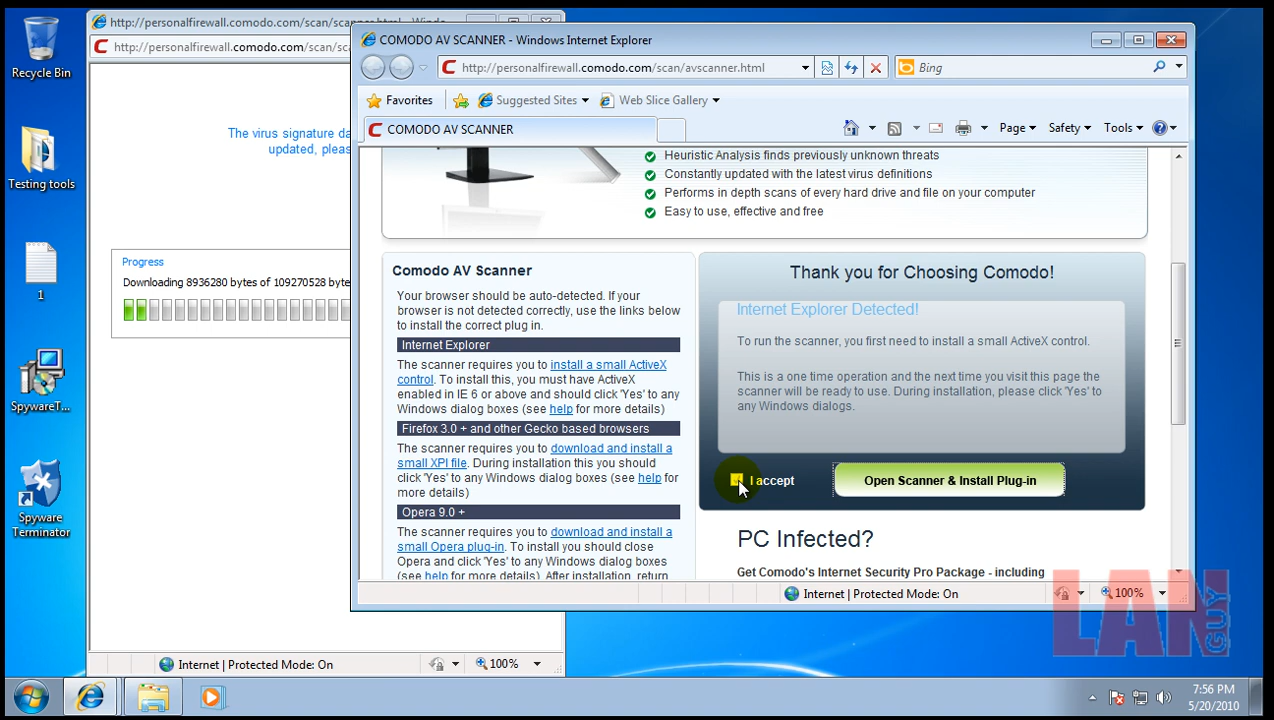 Recycle Bin
Testing tools
1
SpywareT...
Spyware
Terminator
http://personalfirewall.comodo.com/scan/scanner.html - Windo
http://personalfirewall.comodo.com/scan/sc
The virus signature da
updated, pleas
Progress
Downloading 8936280 bytes of 109270528 byte
Internet | Protected Mode: On
100%
COMODO AV SCANNER - Windows Internet Explorer
http://personalfirewall.comodo.com/scan/avscanner.html
Bing
Favorites
Suggested Sites
Web Slice Gallery
COMODO AV SCANNER
Page
Safety
Tools
Heuristic Analysis finds previously unknown threats
Constantly updated with the latest virus definitions
Performs in depth scans of every hard drive and file on your computer
Easy to use, effective and free
Comodo AV Scanner
Your browser should be auto-detected. If your
browser is not detected correctly, use the links below
to install the correct plug in.
Internet Explorer
The scanner requires you to install a small ActiveX
control. To install this, you must have ActiveX
enabled in IE 6 or above and should click 'Yes' to any
Windows dialog boxes (see help for more details)
Firefox 3.0 + and other Gecko based browsers
The scanner requires you to download and install a
small XPI file. During installation this you should
click 'Yes' to any Windows dialog boxes (see help for
more details)
Opera 9.0 +
The scanner requires you to download and install a
small Opera plug-in. To install you should close
Opera and click 'Yes' to any Windows dialog boxes
(see help for more details). After installation, return
Thank you for Choosing Comodo!
Internet Explorer Detected!
To run the scanner, you first need to install a small ActiveX control.
This is a one time operation and the next time you visit this page the
scanner will be ready to use. During installation, please click 'Yes' to
any Windows dialogs.
I accept
Open Scanner & Install Plug-in
PC Infected?
Get Comodo's Internet Security Pro Package - including
Internet | Protected Mode: On
100%
LAN
GUY
7:56 PM
5/20/2010